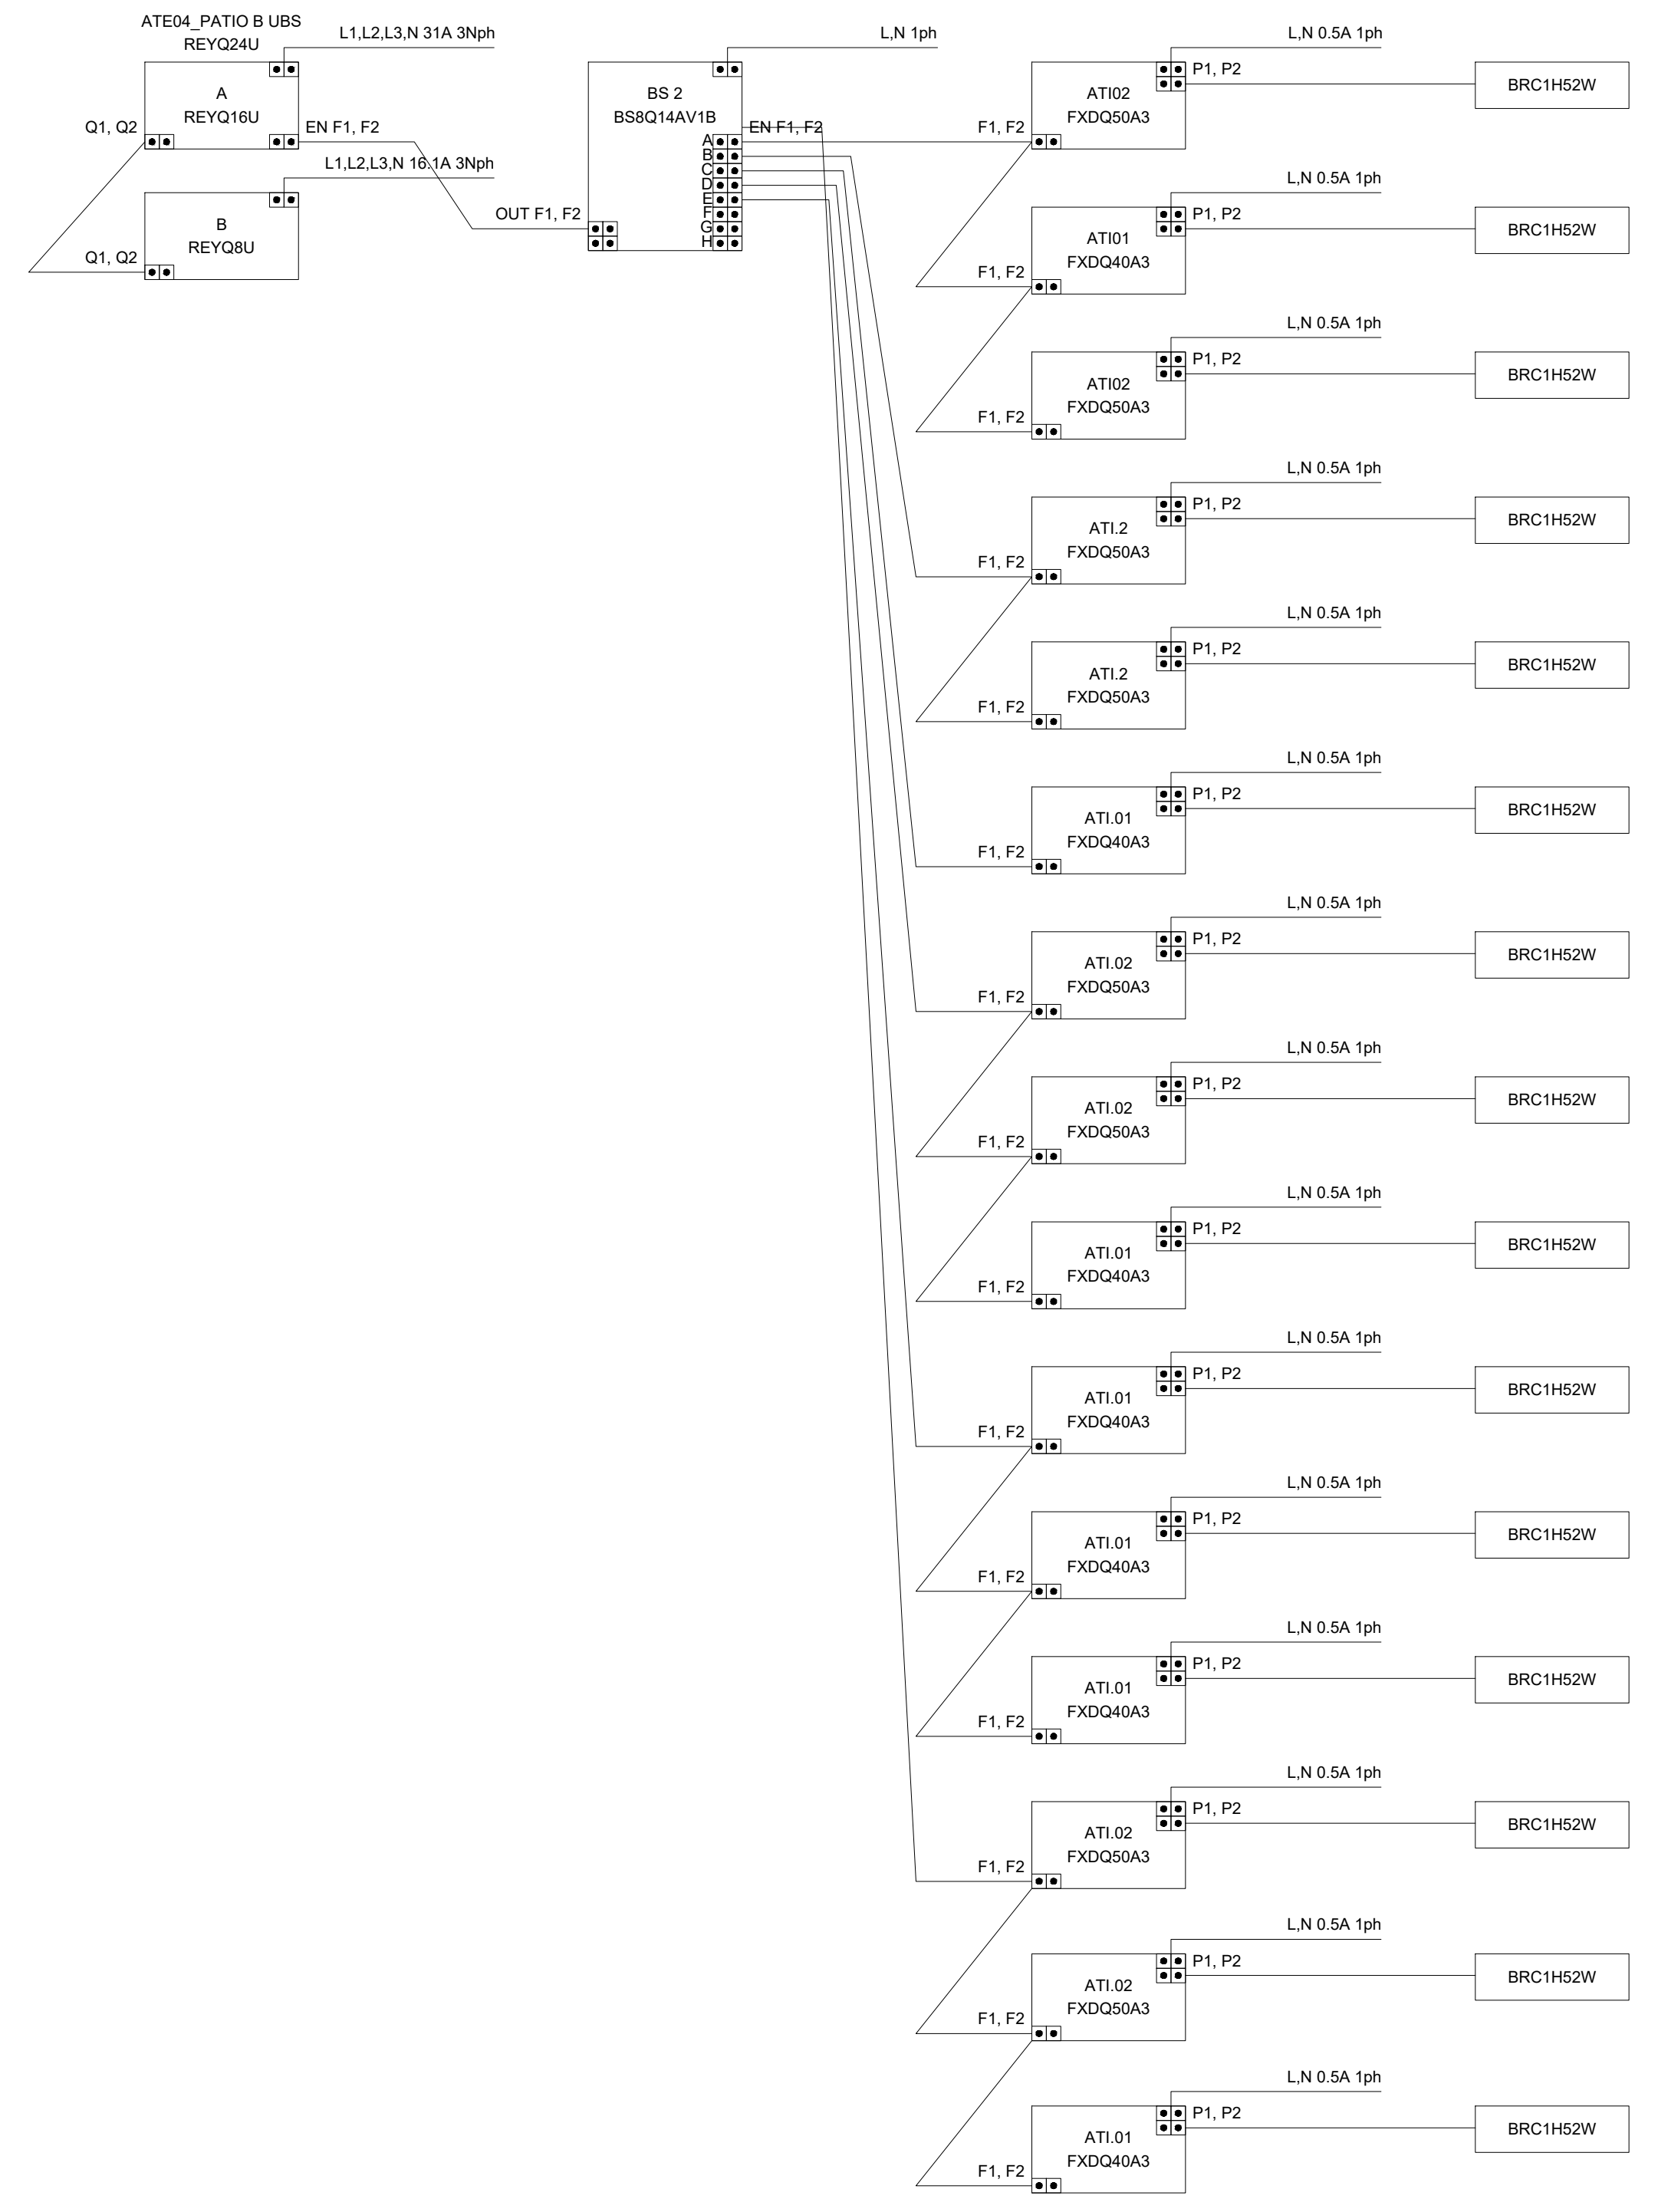 ATE04_PATIO B UBS
REYQ24U
L1,L2,L3,N 31A 3Nph
A
REYQ16U
Q1, Q2
EN F1, F2
L1,L2,L3,N 16.1A 3Nph
B
REYQ8U
Q1, Q2
L,N 1ph
BS 2
BS8Q14AV1B
EN F1, F2
A
B
C
D
E
F
G
H
OUT F1, F2
L,N 0.5A 1ph
P1, P2
ATI02
FXDQ50A3
F1, F2
BRC1H52W
L,N 0.5A 1ph
P1, P2
ATI01
FXDQ40A3
F1, F2
BRC1H52W
L,N 0.5A 1ph
P1, P2
ATI02
FXDQ50A3
F1, F2
BRC1H52W
L,N 0.5A 1ph
P1, P2
ATI.2
FXDQ50A3
F1, F2
BRC1H52W
L,N 0.5A 1ph
P1, P2
ATI.2
FXDQ50A3
F1, F2
BRC1H52W
L,N 0.5A 1ph
P1, P2
ATI.01
FXDQ40A3
F1, F2
BRC1H52W
L,N 0.5A 1ph
P1, P2
ATI.02
FXDQ50A3
F1, F2
BRC1H52W
L,N 0.5A 1ph
P1, P2
ATI.02
FXDQ50A3
F1, F2
BRC1H52W
L,N 0.5A 1ph
P1, P2
ATI.01
FXDQ40A3
F1, F2
BRC1H52W
L,N 0.5A 1ph
P1, P2
ATI.01
FXDQ40A3
F1, F2
BRC1H52W
L,N 0.5A 1ph
P1, P2
ATI.01
FXDQ40A3
F1, F2
BRC1H52W
L,N 0.5A 1ph
P1, P2
ATI.01
FXDQ40A3
F1, F2
BRC1H52W
L,N 0.5A 1ph
P1, P2
ATI.02
FXDQ50A3
F1, F2
BRC1H52W
L,N 0.5A 1ph
P1, P2
ATI.02
FXDQ50A3
F1, F2
BRC1H52W
L,N 0.5A 1ph
P1, P2
ATI.01
FXDQ40A3
F1, F2
BRC1H52W